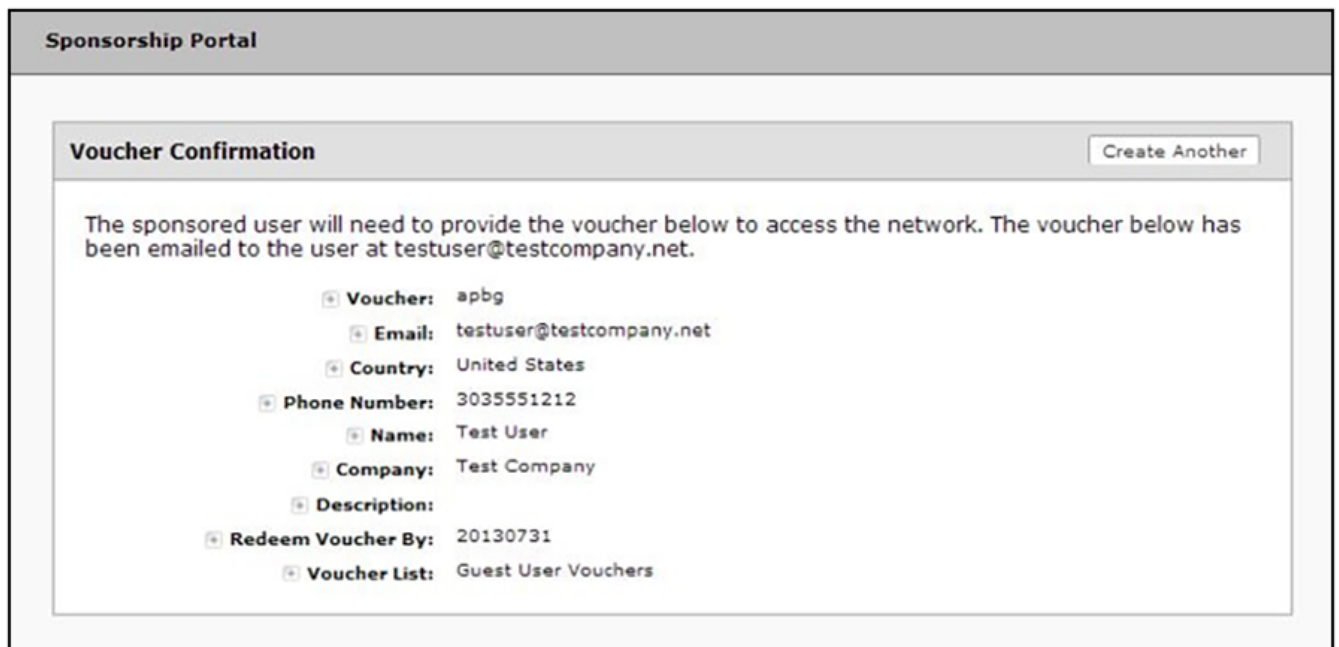 Sponsorship Portal
Voucher Confirmation
Create Another
The sponsored user will need to provide the voucher below to access the network. The voucher below has
been emailed to the user at testuser@testcompany.net.
Voucher: apbg
Email: testuser@testcompany.net
Country: United States
Phone Number: 3035551212
Name: Test User
Company: Test Company
Description:
Redeem Voucher By: 20130731
Voucher List: Guest User Vouchers